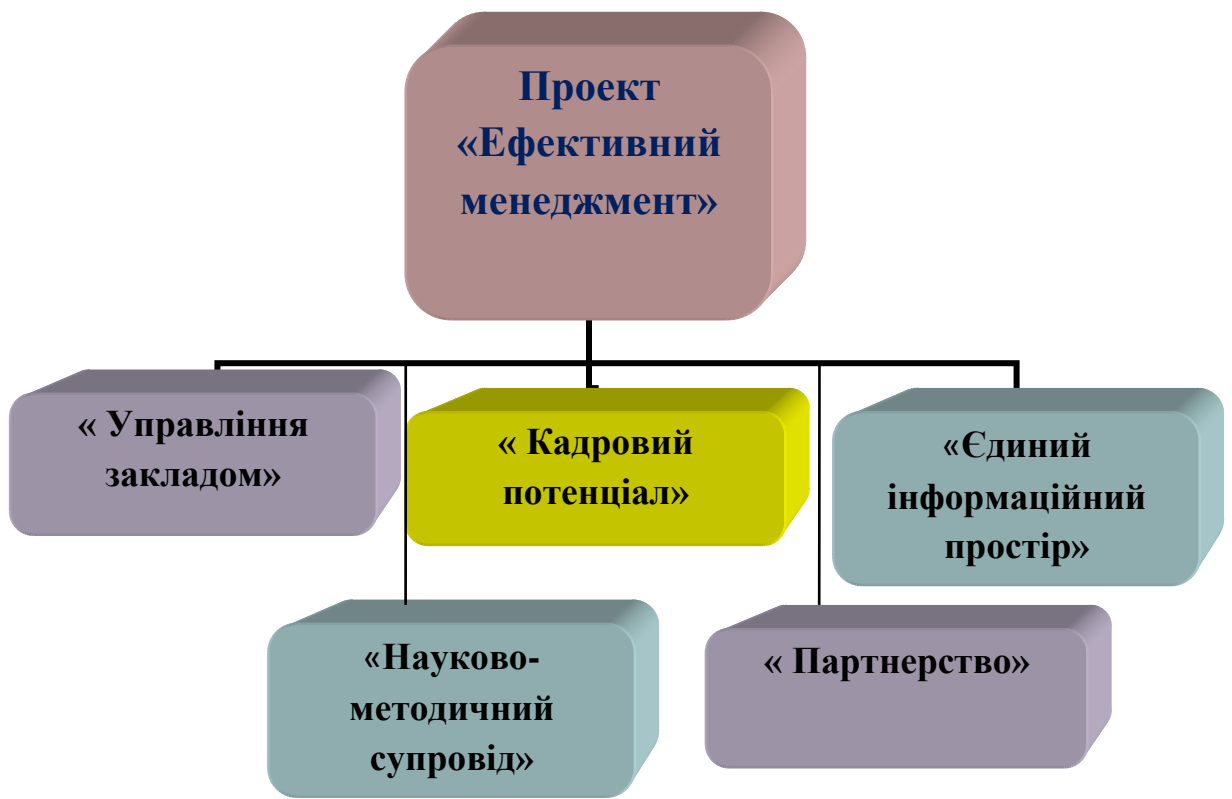 Проект
«Ефективний
менеджмент»
« Управління
закладом»
« Кадровий
потенціал»
«Єдиний
інформаційний
простір»
«Науково-
методичний
супровід»
« Партнерство»